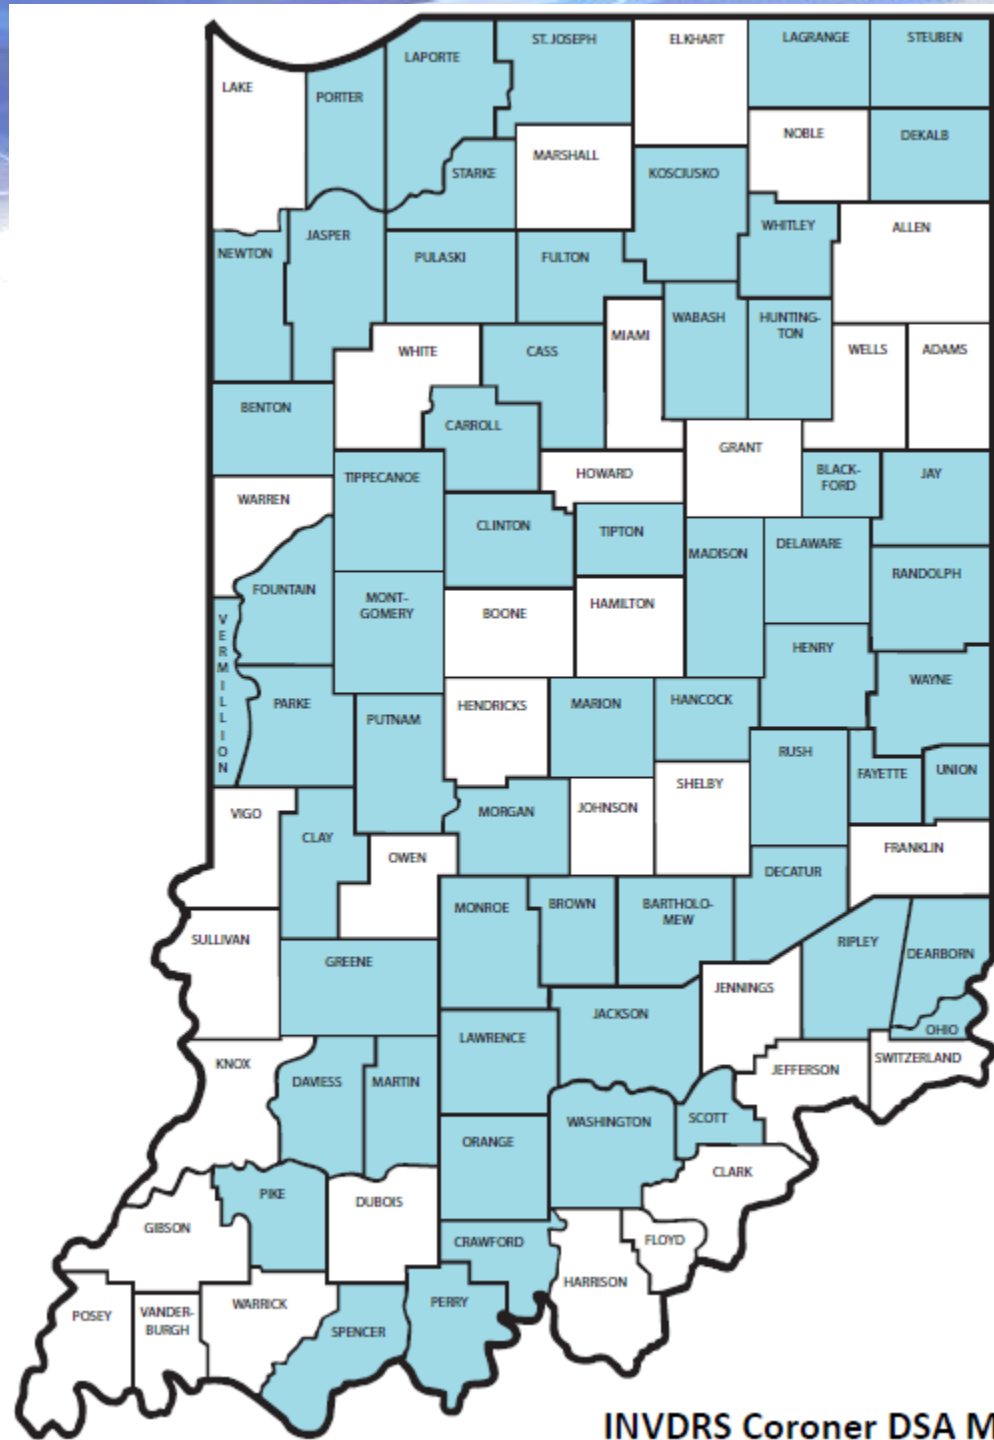 ST. JOSEPH
ELKHART
LAGRANGE
STEUBEN
LAPORTE
LAKE
PORTER
NOBLE
DEKALB
MARSHALL
STARKE
KOSCIUSKO
WHITLEY
ALLEN
JASPER
NEWTON
PULASKI
FULTON
WABASH
HUNTING-
TON
MIAMI
WHITE
CASS
WELLS
ADAMS
BENTON
CARROLL
GRANT
TIPPECANOE
HOWARD
BLACK-
FORD
JAY
WARREN
CLINTON
TIPTON
MADISON
DELAWARE
RANDOLPH
FOUNTAIN
MONT-
GOMERY
BOONE
HAMILTON
VERMILLION
HENRY
WAYNE
PARKE
PUTNAM
HENDRICKS
MARION
HANCOCK
RUSH
FAYETTE
UNION
SHELBY
VIGO
MORGAN
JOHNSON
CLAY
OWEN
FRANKLIN
DECATUR
MONROE
BROWN
BARTHOLO-
MEW
SULLIVAN
GREENE
RIPLEY
DEARBORN
JENNINGS
JACKSON
OHIO
LAWRENCE
KNOX
SWITZERLAND
JEFFERSON
DAVIESS
MARTIN
WASHINGTON
SCOTT
ORANGE
CLARK
PIKE
DUBOIS
GIBSON
CRAWFORD
FLOYD
HARRISON
POSEY
VANDER-
BURGH
WARRICK
PERRY
SPENCER
INVDRS Coroner DSA M